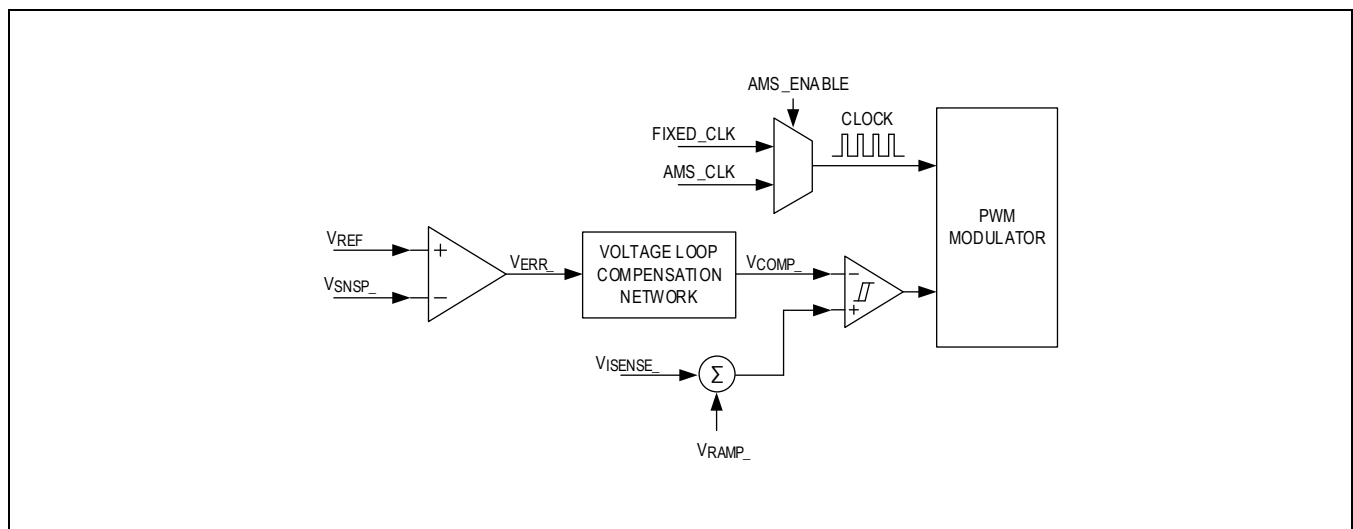 AMS_ENABLE
FIXED_CLK
CLOCK
AMS_CLK
PWM
MODULATOR
VREF
+
VSNSP_
−
VERR_
VOLTAGE LOOP
COMPENSATION
NETWORK
VCOMP_
−
+
VISENSE_
Σ
VRAMP_